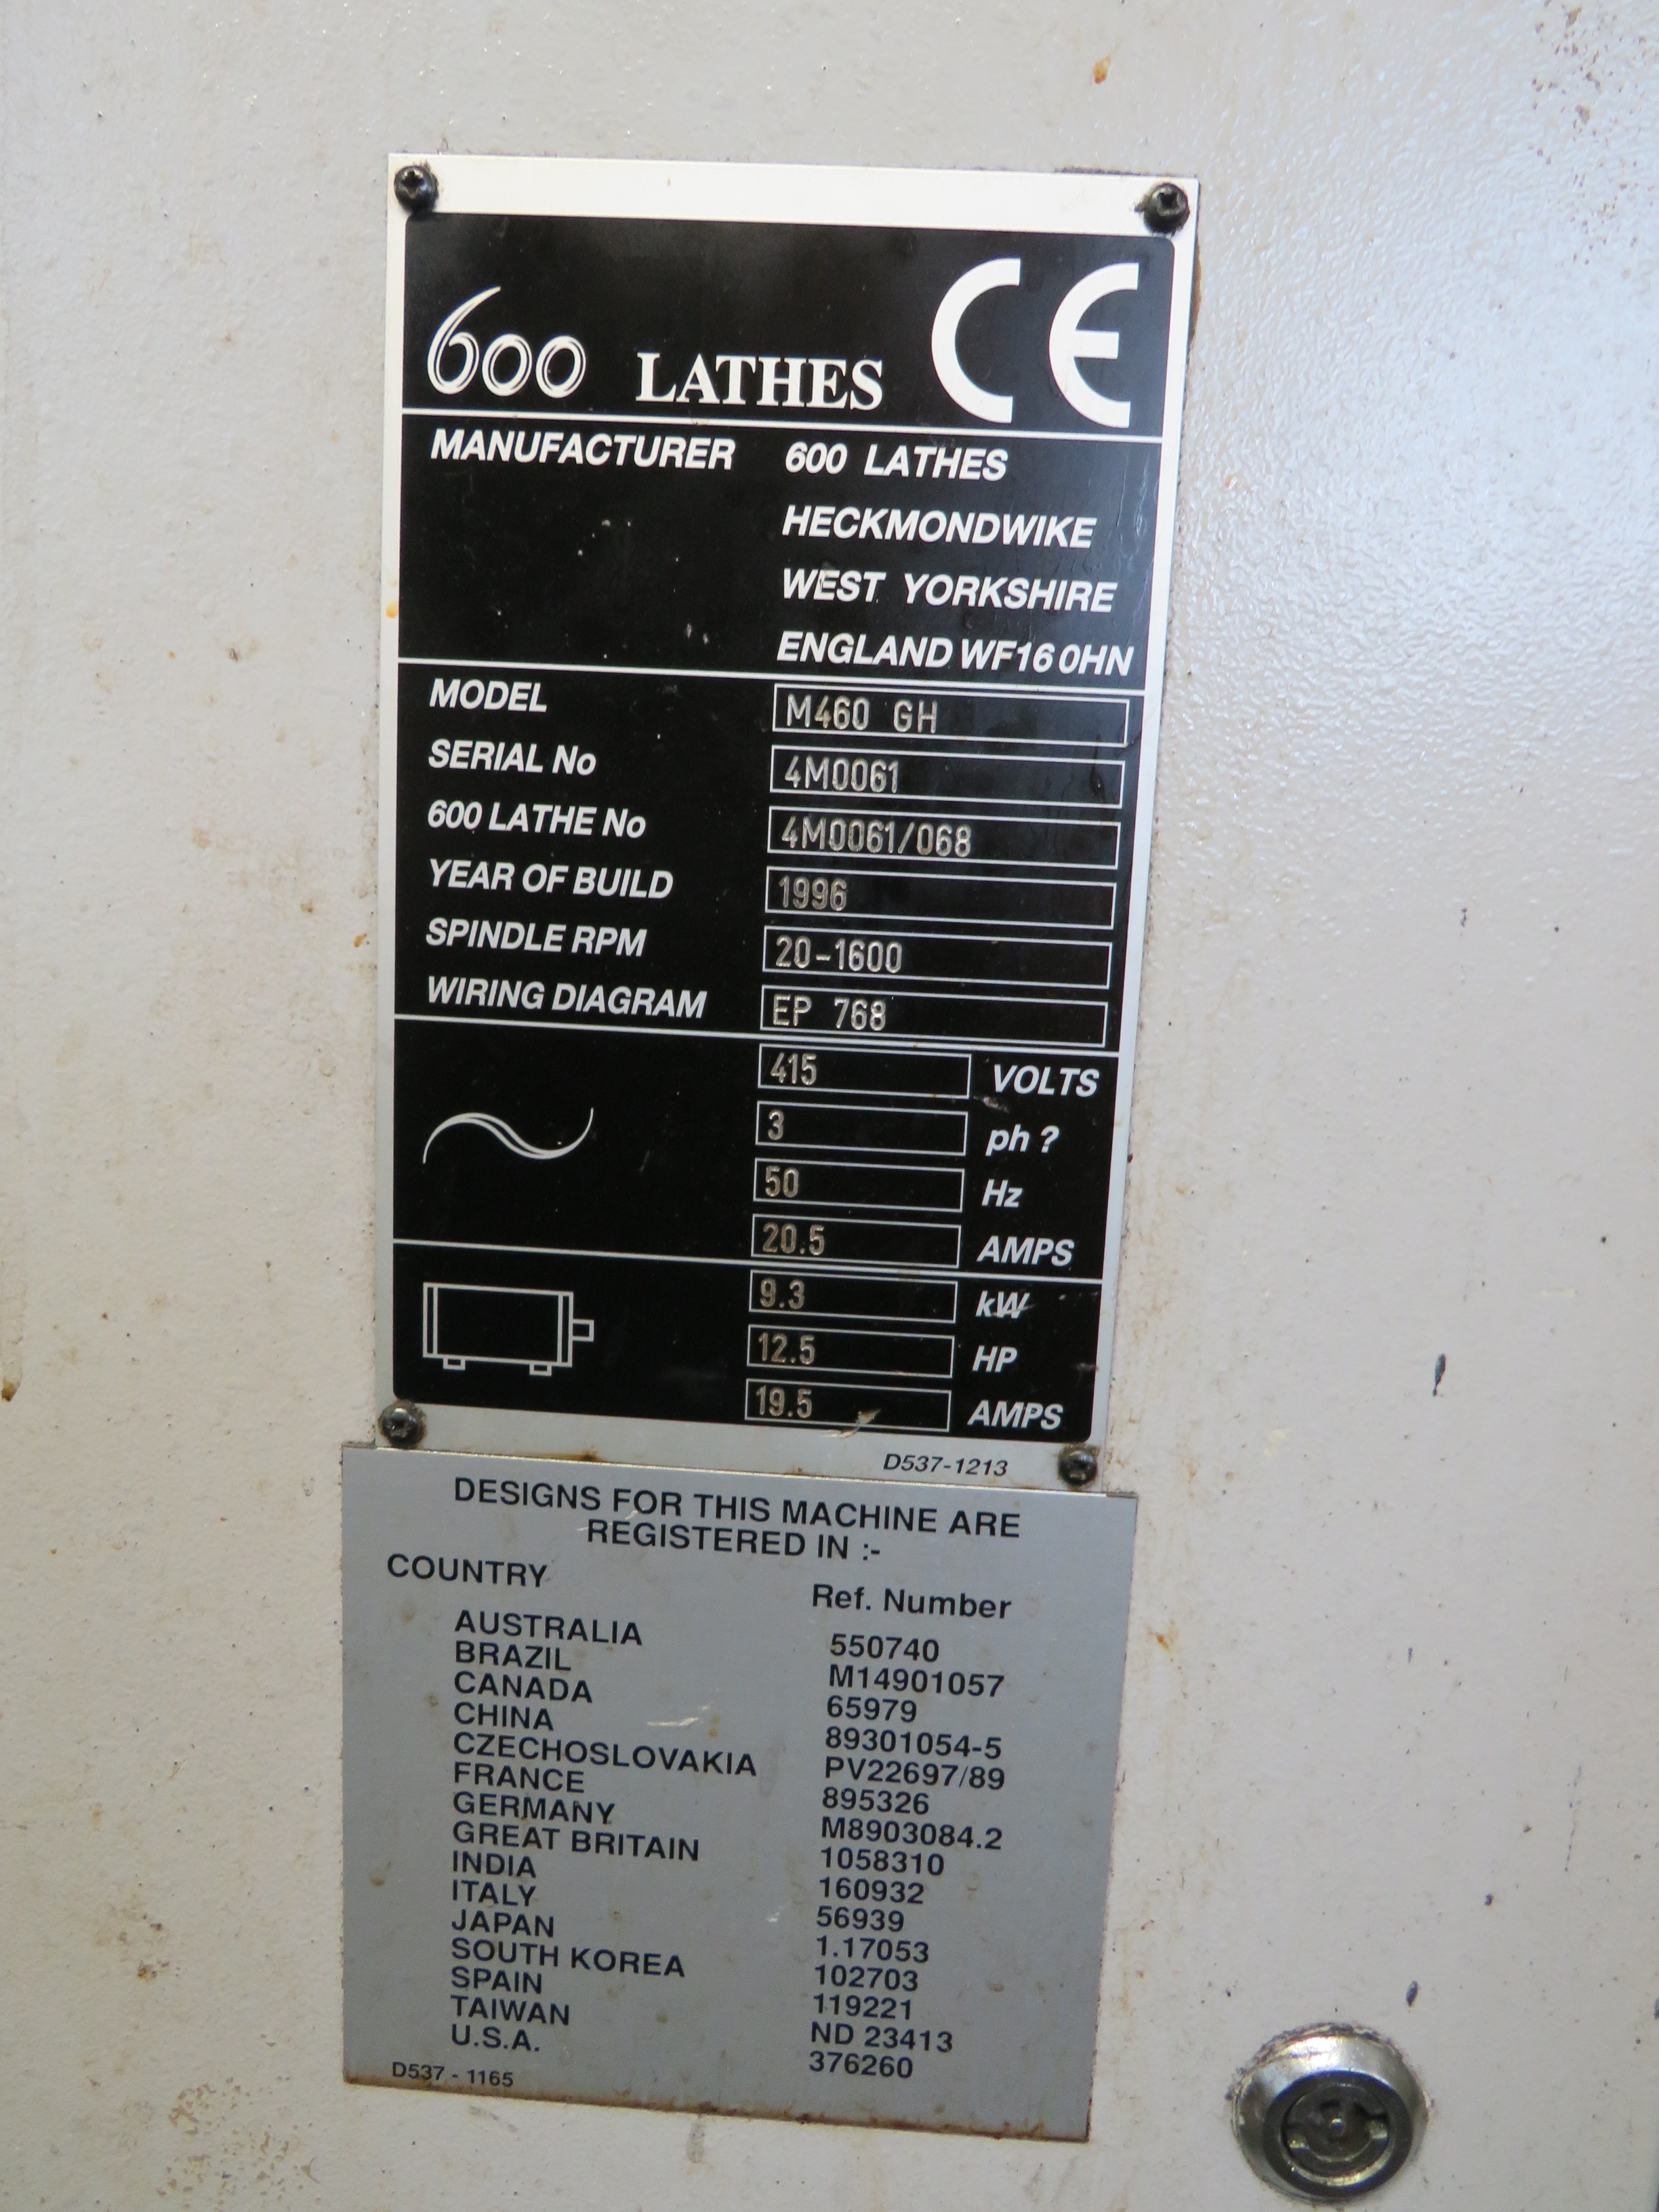 600 LATHES CE
MANUFACTURER 600 LATHES
HECKMONDWIKE
WEST YORKSHIRE
ENGLAND WF16 0HN
MODEL M460 GH
SERIAL No 4M0061
600 LATHE No 4M0061/068
YEAR OF BUILD 1996
SPINDLE RPM 20-1600
WIRING DIAGRAM EP 768
415 VOLTS
3 ph ?
50 Hz
20.5 AMPS
9.3 kW
12.5 HP
19.5 AMPS
D537-1213
DESIGNS FOR THIS MACHINE ARE
REGISTERED IN :-
COUNTRY Ref. Number
AUSTRALIA 550740
BRAZIL M14901057
CANADA 65979
CHINA 89301054-5
CZECHOSLOVAKIA PV22697/89
FRANCE 895326
GERMANY M8903084.2
GREAT BRITAIN 1058310
INDIA 160932
ITALY 56939
JAPAN 1.17053
SOUTH KOREA 102703
SPAIN 119221
TAIWAN ND 23413
U.S.A. 376260
D537 - 1165